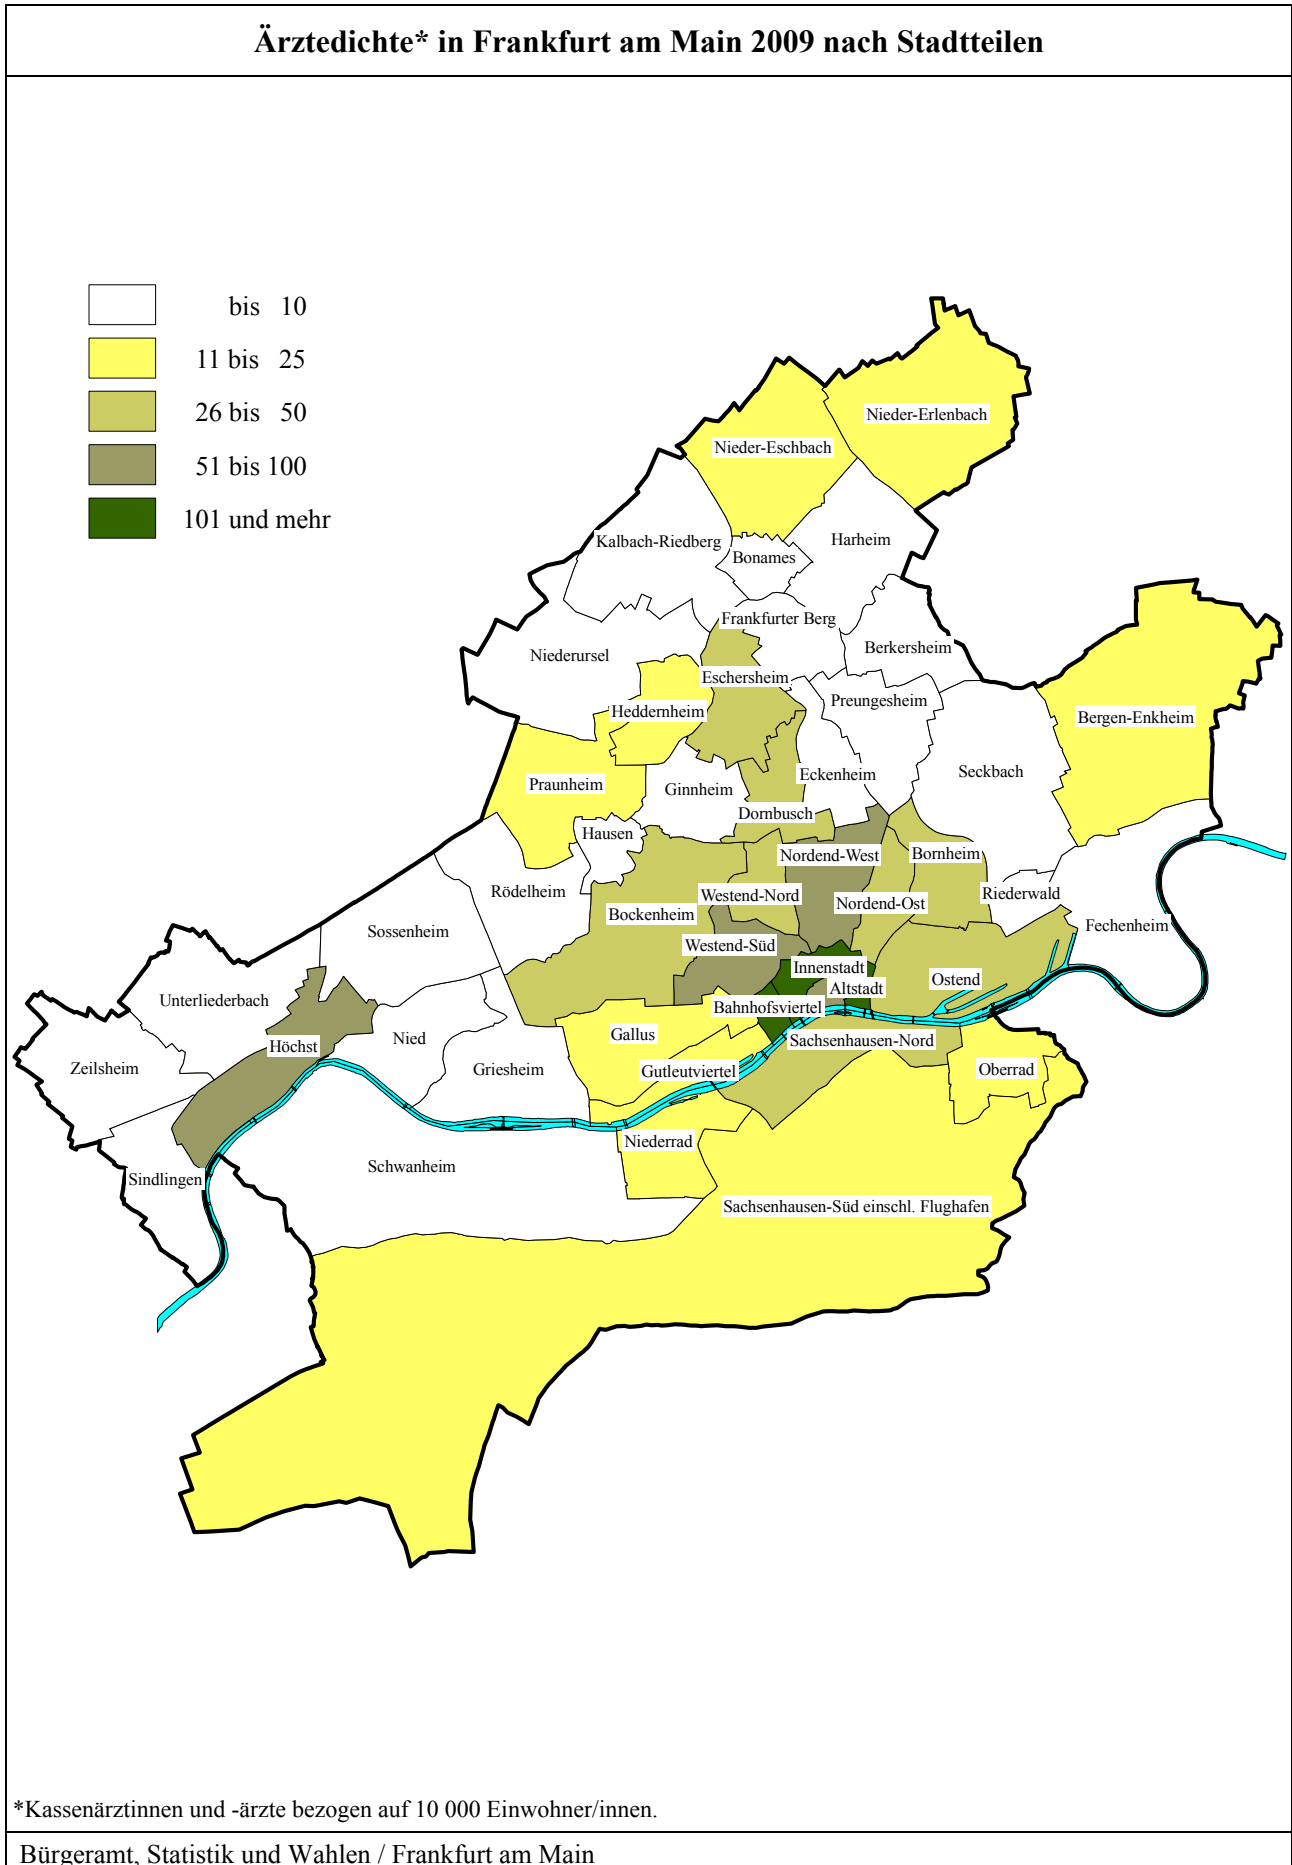 Ärztedichte* in Frankfurt am Main 2009 nach Stadtteilen
bis 10
11 bis 25
26 bis 50
51 bis 100
101 und mehr
Nieder-Erlenbach
Nieder-Eschbach
Kalbach-Riedberg
Harheim
Bonames
Frankfurter Berg
Berkersheim
Niederursel
Eschersheim
Preungesheim
Heddernheim
Bergen-Enkheim
Seckbach
Eckenheim
Praunheim
Ginnheim
Dornbusch
Hausen
Nordend-West
Bornheim
Rödelheim
Westend-Nord
Riederwald
Nordend-Ost
Bockenheim
Fechenheim
Sossenheim
Westend-Süd
Innenstadt
Ostend
Altstadt
Unterliederbach
Bahnhofsviertel
Gallus
Nied
Sachsenhausen-Nord
Höchst
Zeilsheim
Griesheim
Gutleutviertel
Oberrad
Niederrad
Schwanheim
Sindlingen
Sachsenhausen-Süd einschl. Flughafen
*Kassenärztinnen und -ärzte bezogen auf 10 000 Einwohner/innen.
Bürgeramt, Statistik und Wahlen / Frankfurt am Main